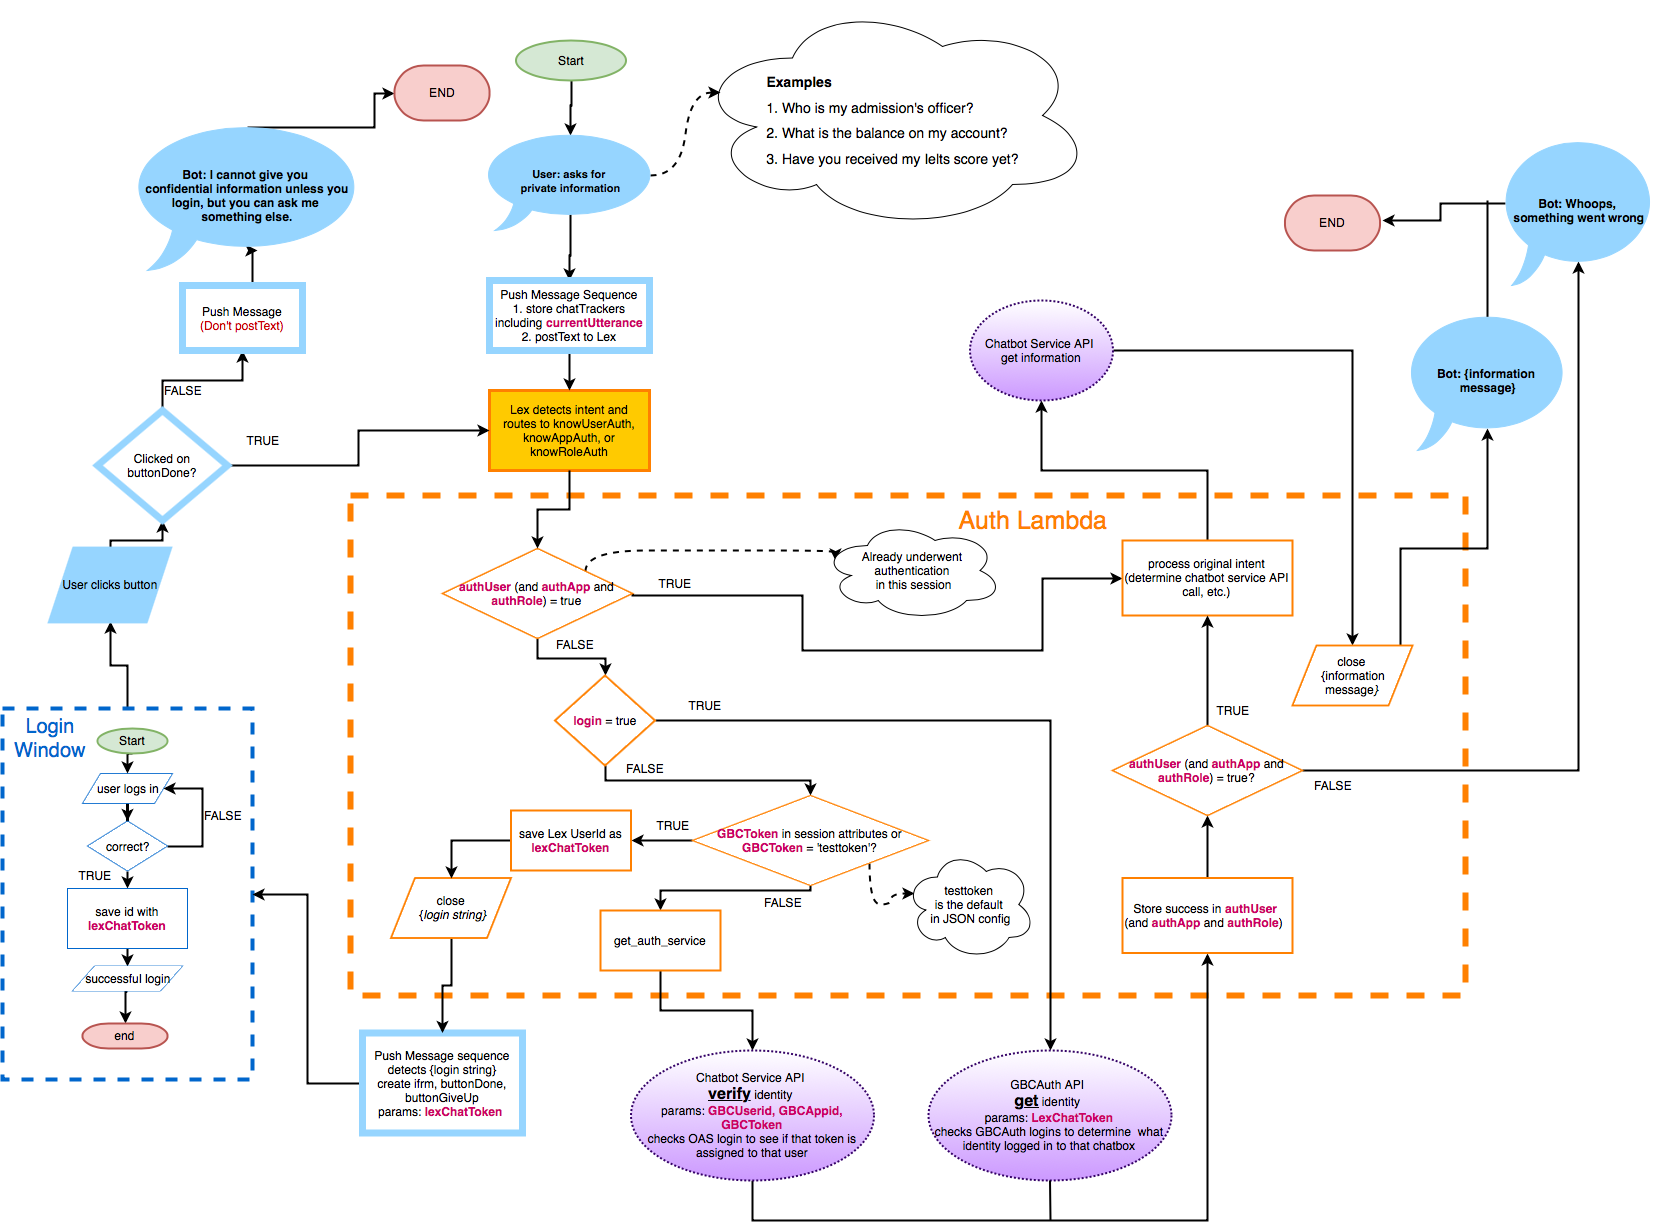 Start
END
Examples
1. Who is my admission's officer?
2. What is the balance on my account?
3. Have you received my Ielts score yet?
Bot: I cannot give you
confidential information unless you
login, but you can ask me
something else.
User: asks for
private information
END
Bot: Whoops,
something went wrong
Push Message
(Don't postText)
Push Message Sequence
1. store chatTrackers
including currentUtterance
2. postText to Lex
Chatbot Service API
get information
Bot: {information
message}
FALSE
Lex detects intent and
routes to knowUserAuth,
knowAppAuth, or
knowRoleAuth
TRUE
Clicked on
buttonDone?
Auth Lambda
User clicks button
Already underwent
authentication
in this session
process original intent
(determine chatbot service API
call, etc.)
authUser (and authApp and
authRole) = true
TRUE
FALSE
close
{information
message}
login = true
TRUE
TRUE
Login
Window
Start
FALSE
authUser (and authApp and
authRole) = true?
FALSE
user logs in
FALSE
correct?
TRUE
save Lex UserId as
lexChatToken
TRUE
GBCToken in session attributes or
GBCToken = 'testtoken'?
testtoken
is the default
in JSON config
close
{login string}
FALSE
save id with
lexChatToken
get_auth_service
Store success in authUser
(and authApp and authRole)
successful login
end
Push Message sequence
detects {login string}
create ifrm, buttonDone,
buttonGiveUp
params: lexChatToken
Chatbot Service API
verify identity
params: GBCUserid, GBCAppid,
GBCToken
checks OAS login to see if that token is
assigned to that user
GBCAuth API
get identity
params: LexChatToken
checks GBCAuth logins to determine what
identity logged in to that chatbox